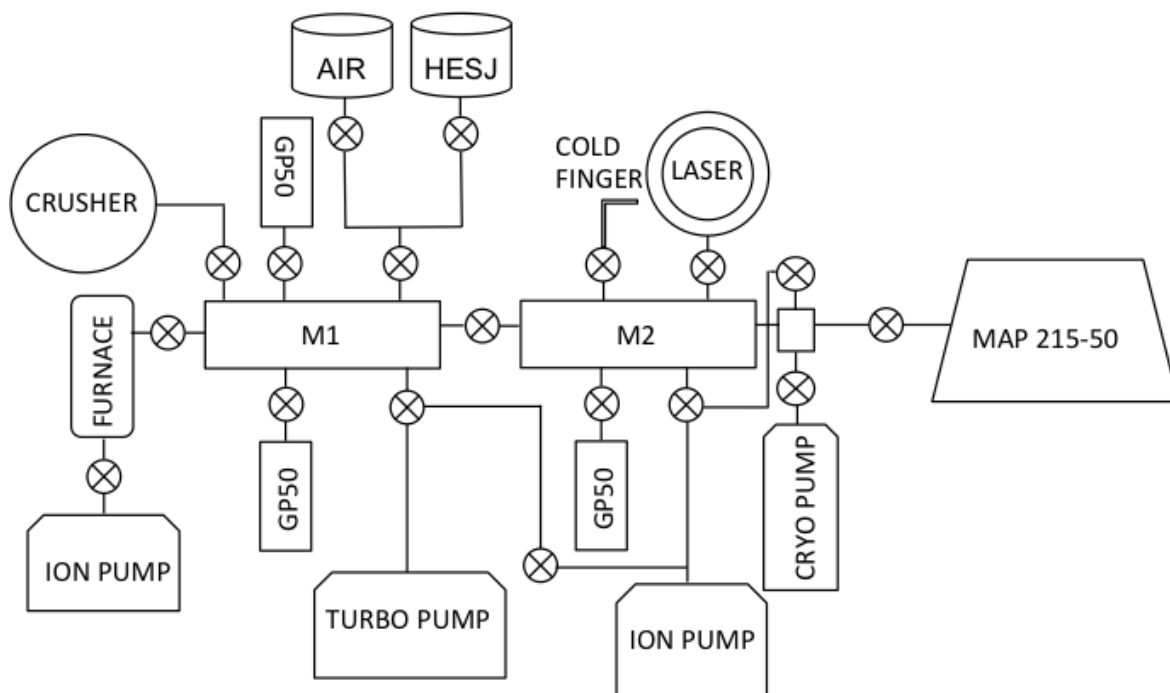 AIR
HESJ
GP50
COLD
FINGER
LASER
CRUSHER
FURNACE
M1
M2
MAP 215-50
GP50
GP50
CRYO PUMP
ION PUMP
TURBO PUMP
ION PUMP